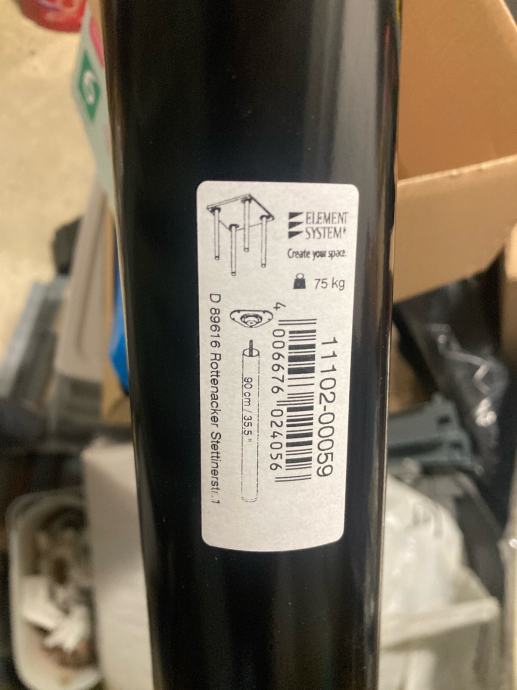 ELEMENT
SYSTEM®
Create your space.
75 kg
11102-00059
4 006676 024056
90 cm / 35.5"
D 89616 Rottenacker Stettinerstr. 1